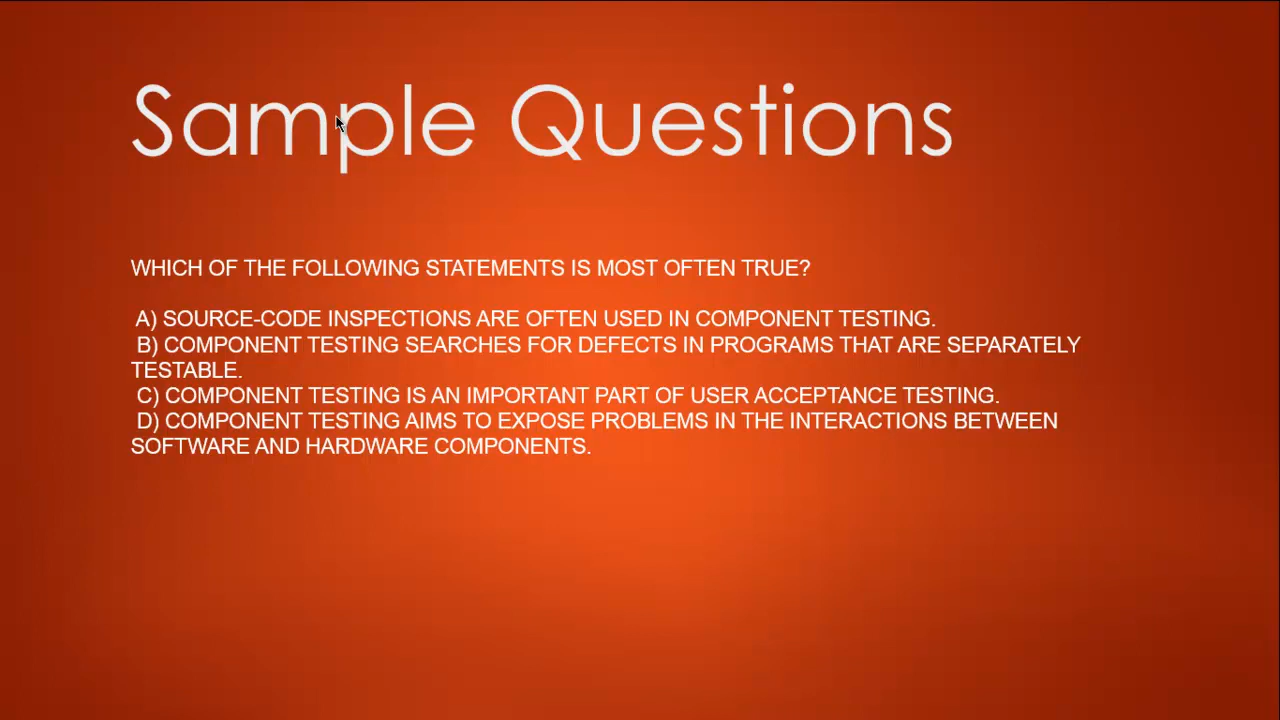 Sample Questions
WHICH OF THE FOLLOWING STATEMENTS IS MOST OFTEN TRUE?
A) SOURCE-CODE INSPECTIONS ARE OFTEN USED IN COMPONENT TESTING.
B) COMPONENT TESTING SEARCHES FOR DEFECTS IN PROGRAMS THAT ARE SEPARATELY
TESTABLE.
C) COMPONENT TESTING IS AN IMPORTANT PART OF USER ACCEPTANCE TESTING.
D) COMPONENT TESTING AIMS TO EXPOSE PROBLEMS IN THE INTERACTIONS BETWEEN
SOFTWARE AND HARDWARE COMPONENTS.